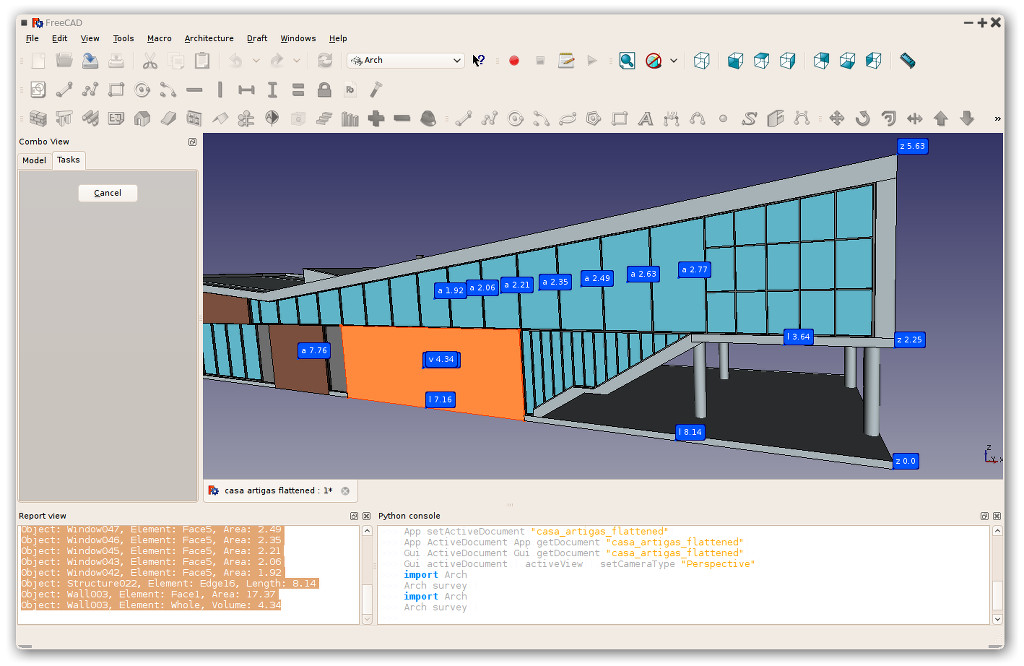 FreeCAD
File Edit View Tools Macro Architecture Draft Windows Help
Arch
Combo View
Model Tasks
Cancel
z 5.63
a 1.92
a 2.06
a 2.21
a 2.35
a 2.49
a 2.63
a 2.77
l 3.64
z 2.25
a 7.76
v 4.34
l 7.16
l 8.14
z 0.0
z
Y x
casa artigas flattened : 1*
Report view
Object: Window047, Element: Face5, Area: 2.49
Object: Window046, Element: Face5, Area: 2.35
Object: Window045, Element: Face5, Area: 2.21
Object: Window043, Element: Face5, Area: 2.06
Object: Window042, Element: Face5, Area: 1.92
Object: Structure022, Element: Edge16, Length: 8.14
Object: Wall003, Element: Face1, Area: 17.37
Object: Wall003, Element: Whole, Volume: 4.34
Python console
App setActiveDocument "casa_artigas_flattened"
App ActiveDocument App getDocument "casa_artigas_flattened"
Gui ActiveDocument Gui getDocument "casa_artigas_flattened"
Gui activeDocument activeView setCameraType "Perspective"
import Arch
Arch survey
import Arch
Arch survey